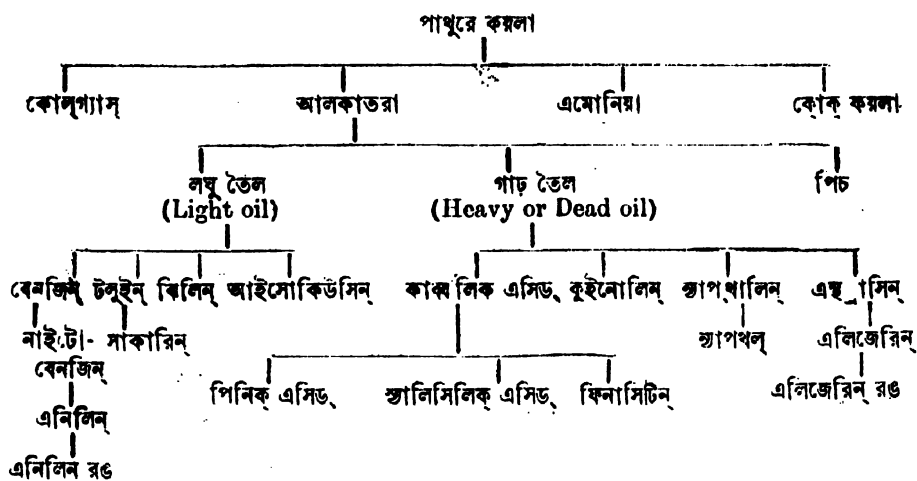 পাথুরে কয়লা
কোল্‌গ্যাস্ আলকাতরা এমোনিয়া কোক্ কয়লা
লঘু তৈল গাঢ় তৈল পিচ
(Light oil) (Heavy or Dead oil)
বেনজিন্ টলুইন্ ঝিলিন্ আইসোকিউসিন্ কার্ব্বলিক এসিড্ কুইনোলিন্ ন্যাপথালিন্ এন্থ্রাসিন্
নাইট্রো- সাকারিন্ ন্যাপথল্ এলিজেরিন্
বেনজিন্ পিক্‌নিক্ এসিড্ স্যালিসিলিক্ এসিড্ ফিনাসিটিন্ এলিজেরিন্ রঙ
এনিলিন্
এনিলিন রঙ